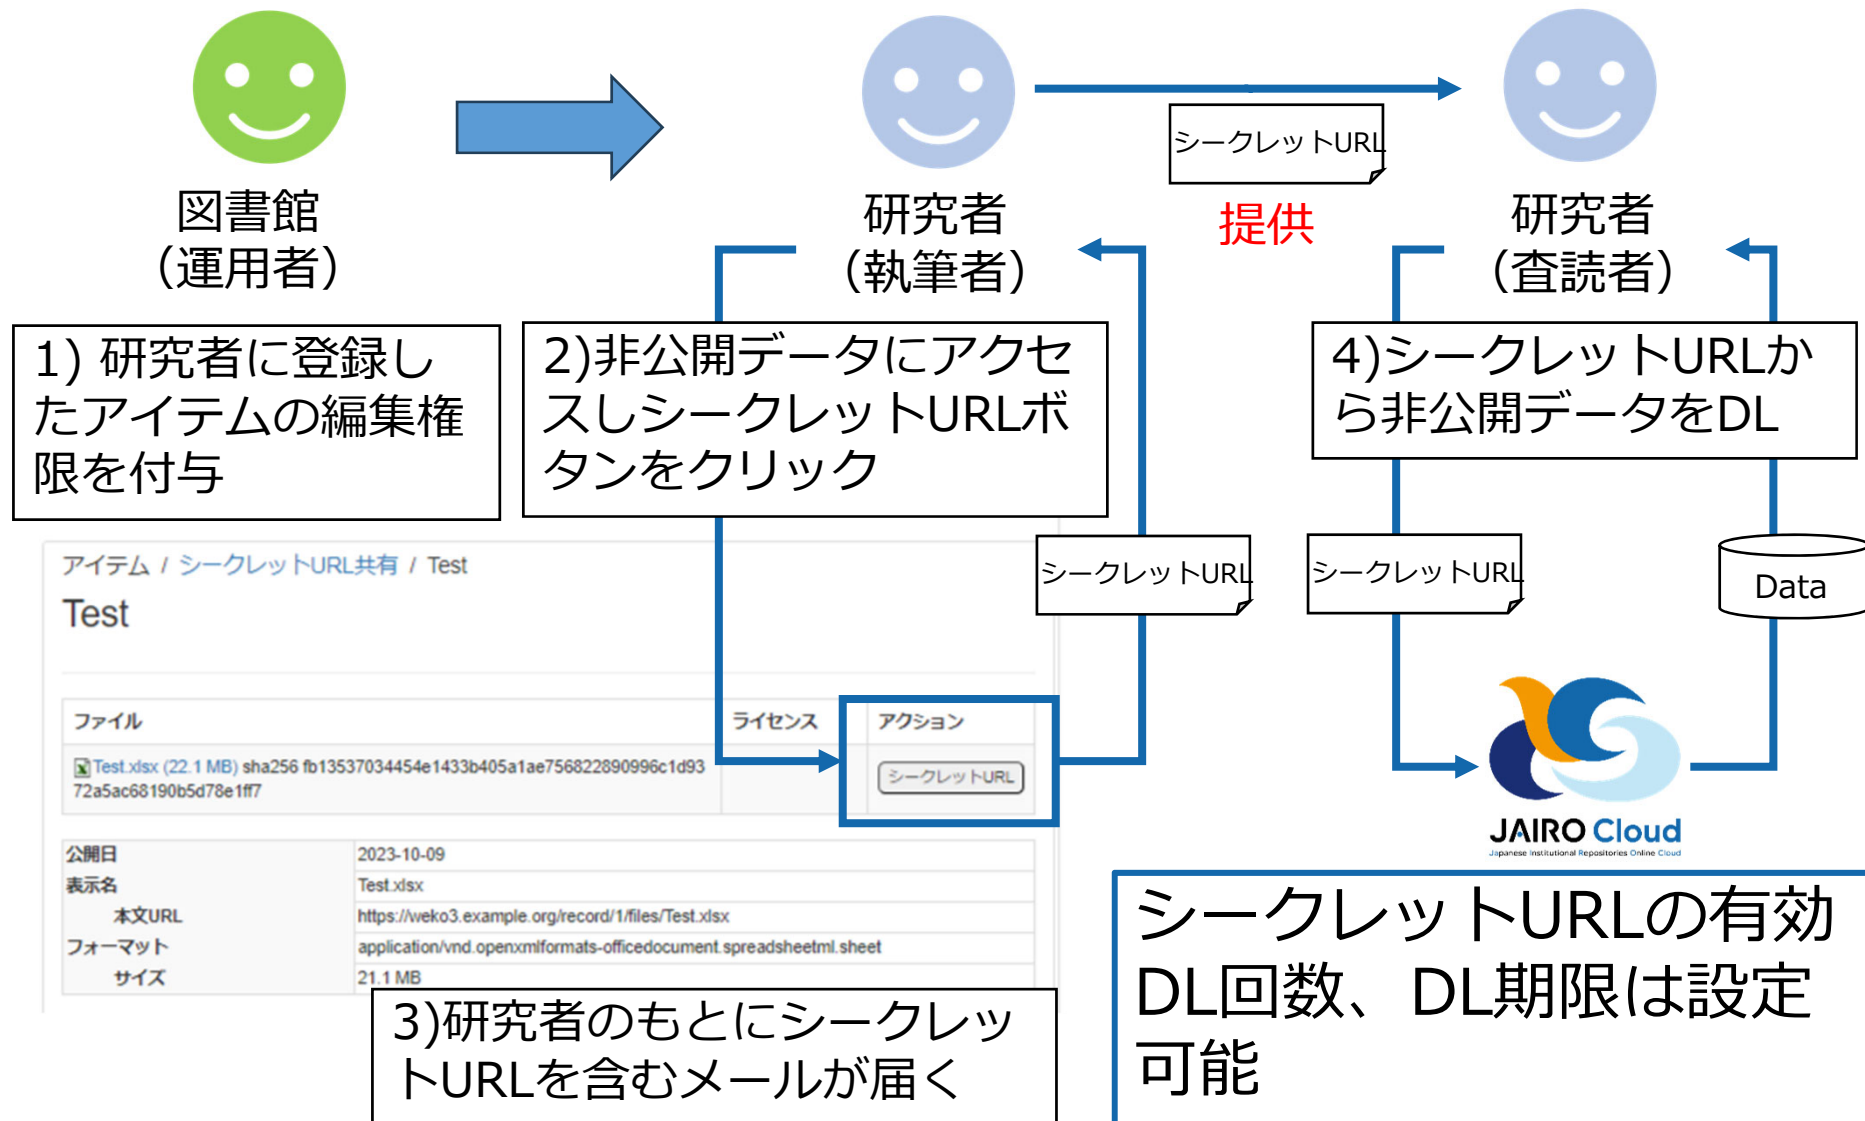 図書館
（運用者）
研究者
（執筆者）
シークレットURL
提供
研究者
（査読者）
1) 研究者に登録し
たアイテムの編集権
限を付与
2)非公開データにアクセ
スしシークレットURLボ
タンをクリック
4)シークレットURLか
ら非公開データをDL
シークレットURL
シークレットURL
Data
アイテム / シークレットURL共有 / Test
Test
ファイル ライセンス アクション
Test.xlsx (22.1 MB) sha256 fb13537034454e1433b405a1ae756822890996c1d93
72a5ac68190b5d78e1ff7
シークレットURL
公開日 2023-10-09
表示名 Test.xlsx
本文URL https://weko3.example.org/record/1/files/Test.xlsx
フォーマット application/vnd.openxmlformats-officedocument.spreadsheetml.sheet
サイズ 21.1 MB
JAIRO Cloud
Japanese Institutional Repositories Online Cloud
3)研究者のもとにシークレッ
トURLを含むメールが届く
シークレットURLの有効
DL回数、DL期限は設定
可能